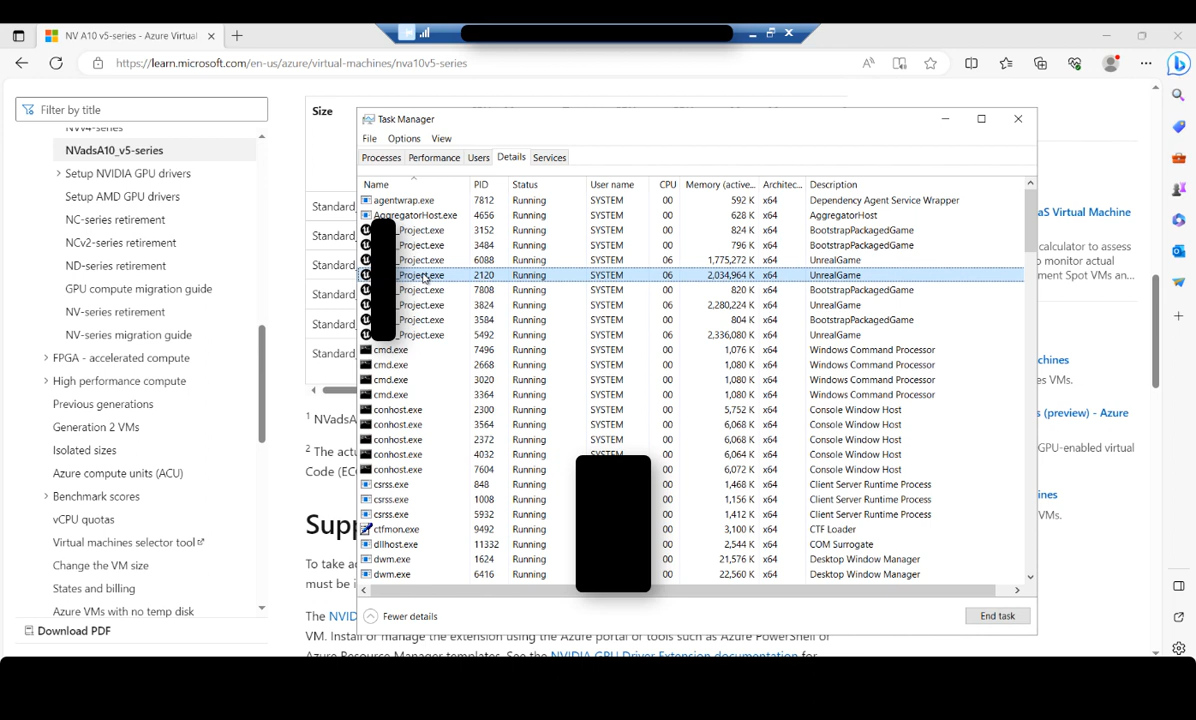 NV A10 v5-series - Azure Virtual
https://learn.microsoft.com/en-us/azure/virtual-machines/nva10v5-series
Filter by title
NVv4-series
NVadsA10_v5-series
Setup NVIDIA GPU drivers
Setup AMD GPU drivers
NC-series retirement
NCv2-series retirement
ND-series retirement
GPU compute migration guide
NV-series retirement
NV-series migration guide
FPGA - accelerated compute
High performance compute
Previous generations
Generation 2 VMs
Isolated sizes
Azure compute units (ACU)
Benchmark scores
vCPU quotas
Virtual machines selector tool
Change the VM size
States and billing
Azure VMs with no temp disk
Download PDF
Size
Standard_
Standard_
Standard_
Standard_
Standard_
Standard_
1 NVadsA
2 The actu
Code (EC
Supp
To take ad
must be i
The NVID
VM. Install or manage the extension using the Azure portal or tools such as Azure PowerShell or
Azure Resource Manager templates. See the NVIDIA GPU Driver Extension documentation for
Task Manager
File Options View
Processes Performance Users Details Services
Name PID Status User name CPU Memory (active... Architec... Description
agentwrap.exe 7812 Running SYSTEM 00 592 K x64 Dependency Agent Service Wrapper
AggregatorHost.exe 4656 Running SYSTEM 00 628 K x64 AggregatorHost
_Project.exe 3152 Running SYSTEM 00 824 K x64 BootstrapPackagedGame
_Project.exe 3484 Running SYSTEM 00 796 K x64 BootstrapPackagedGame
_Project.exe 6088 Running SYSTEM 06 1,775,272 K x64 UnrealGame
_Project.exe 2120 Running SYSTEM 06 2,034,964 K x64 UnrealGame
_Project.exe 7808 Running SYSTEM 00 820 K x64 BootstrapPackagedGame
_Project.exe 3824 Running SYSTEM 06 2,280,224 K x64 UnrealGame
_Project.exe 3584 Running SYSTEM 00 804 K x64 BootstrapPackagedGame
_Project.exe 5492 Running SYSTEM 06 2,336,080 K x64 UnrealGame
cmd.exe 7496 Running SYSTEM 00 1,076 K x64 Windows Command Processor
cmd.exe 2668 Running SYSTEM 00 1,080 K x64 Windows Command Processor
cmd.exe 3020 Running SYSTEM 00 1,080 K x64 Windows Command Processor
cmd.exe 3364 Running SYSTEM 00 1,080 K x64 Windows Command Processor
conhost.exe 2300 Running SYSTEM 00 5,752 K x64 Console Window Host
conhost.exe 3564 Running SYSTEM 00 6,068 K x64 Console Window Host
conhost.exe 2372 Running SYSTEM 00 6,068 K x64 Console Window Host
conhost.exe 4032 Running SYSTEM 00 6,064 K x64 Console Window Host
conhost.exe 7604 Running 00 6,072 K x64 Console Window Host
csrss.exe 848 Running 00 1,468 K x64 Client Server Runtime Process
csrss.exe 1008 Running 00 1,156 K x64 Client Server Runtime Process
csrss.exe 5932 Running 00 1,412 K x64 Client Server Runtime Process
ctfmon.exe 9492 Running 00 3,100 K x64 CTF Loader
dllhost.exe 11332 Running 00 2,544 K x64 COM Surrogate
dwm.exe 1624 Running 00 21,576 K x64 Desktop Window Manager
dwm.exe 6416 Running 00 22,560 K x64 Desktop Window Manager
Fewer details
End task
aS Virtual Machine
calculator to assess
to monitor actual
ment Spot VMs an...
chines
es VMs.
s (preview) - Azure
GPU-enabled virtual
ines
VMs.